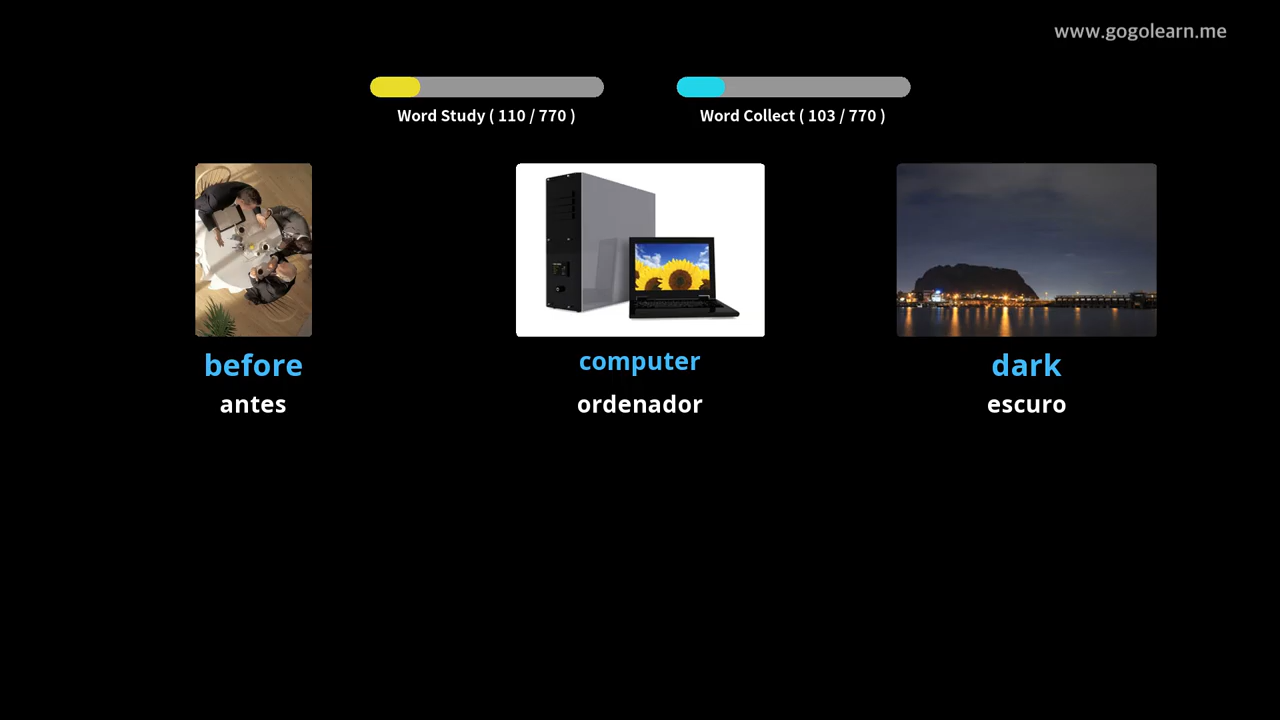 www.gogolearn.me
Word Study ( 110 / 770 )
Word Collect ( 103 / 770 )
before
computer
dark
antes
ordenador
escuro